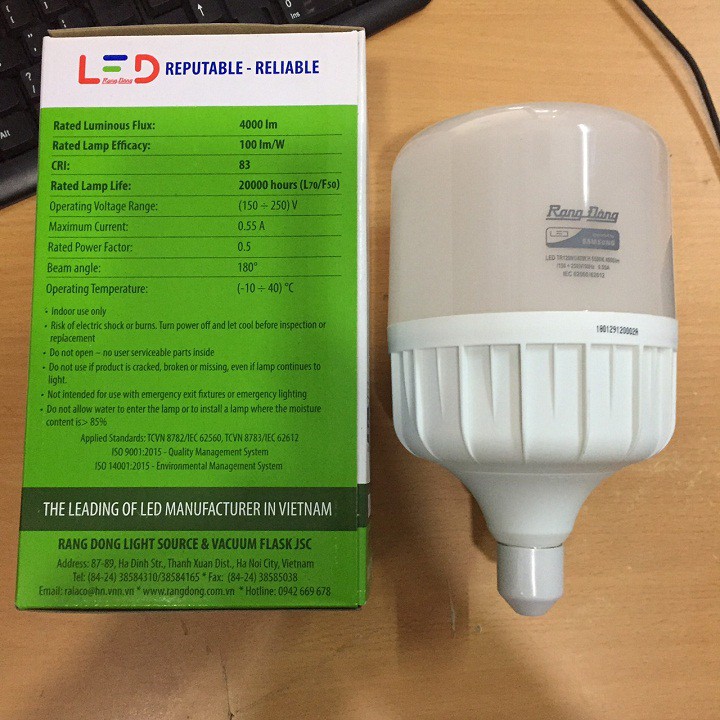 LED REPUTABLE - RELIABLE
Rang Đông
Rated Luminous Flux: 4000 lm
Rated Lamp Efficacy: 100 lm/W
CRI: 83
Rated Lamp Life: 20000 hours (L70/F50)
Operating Voltage Range: (150 ÷ 250) V
Maximum Current: 0.55 A
Rated Power Factor: 0.5
Beam angle: 180°
Operating Temperature: (-10 ÷ 40) °C
• Indoor use only
• Risk of electric shock or burns. Turn power off and let cool before inspection or
replacement
• Do not open – no user serviceable parts inside
• Do not use if product is cracked, broken or missing, even if lamp continues to
light.
• Not intended for use with emergency exit fixtures or emergency lighting
• Do not allow water to enter the lamp or to install a lamp where the moisture
content is> 85%
Applied Standards: TCVN 8782/IEC 62560, TCVN 8783/IEC 62612
ISO 9001:2015 - Quality Management System
ISO 14001:2015 - Environmental Management System
THE LEADING OF LED MANUFACTURER IN VIETNAM
RANG DONG LIGHT SOURCE & VACUUM FLASK JSC
Address: 87-89, Ha Dinh Str., Thanh Xuan Dist., Ha Noi City, Vietnam
Tel: (84-24) 38584310/38584165 * Fax: (84-24) 38585038
Email: ralaco@hn.vnn.vn * www.rangdong.com.vn * Hotline: 0942 669 678
Rang Đông
LED SAMSUNG
180129120002A
Alt